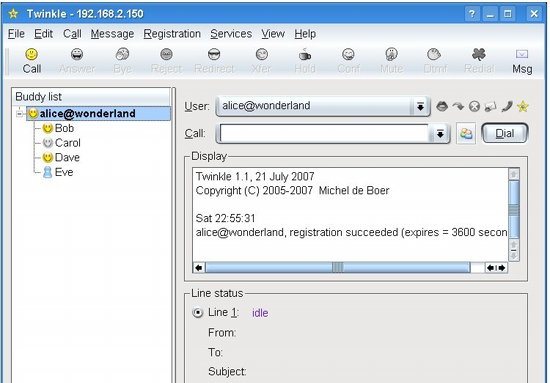 Twinkle - 192.168.2.150
File Edit Call Message Registration Services View Help
Call Answer Bye Reject Redirect Xfer Hold Conf Mute Dtmf Redial Msg
Buddy list
alice@wonderland
Bob
Carol
Dave
Eve
User: alice@wonderland
Call: Dial
Display
Twinkle 1.1, 21 July 2007
Copyright (C) 2005-2007 Michel de Boer
Sat 22:55:31
alice@wonderland, registration succeeded (expires = 3600 secon
Line status
Line 1: idle
From:
To:
Subject: